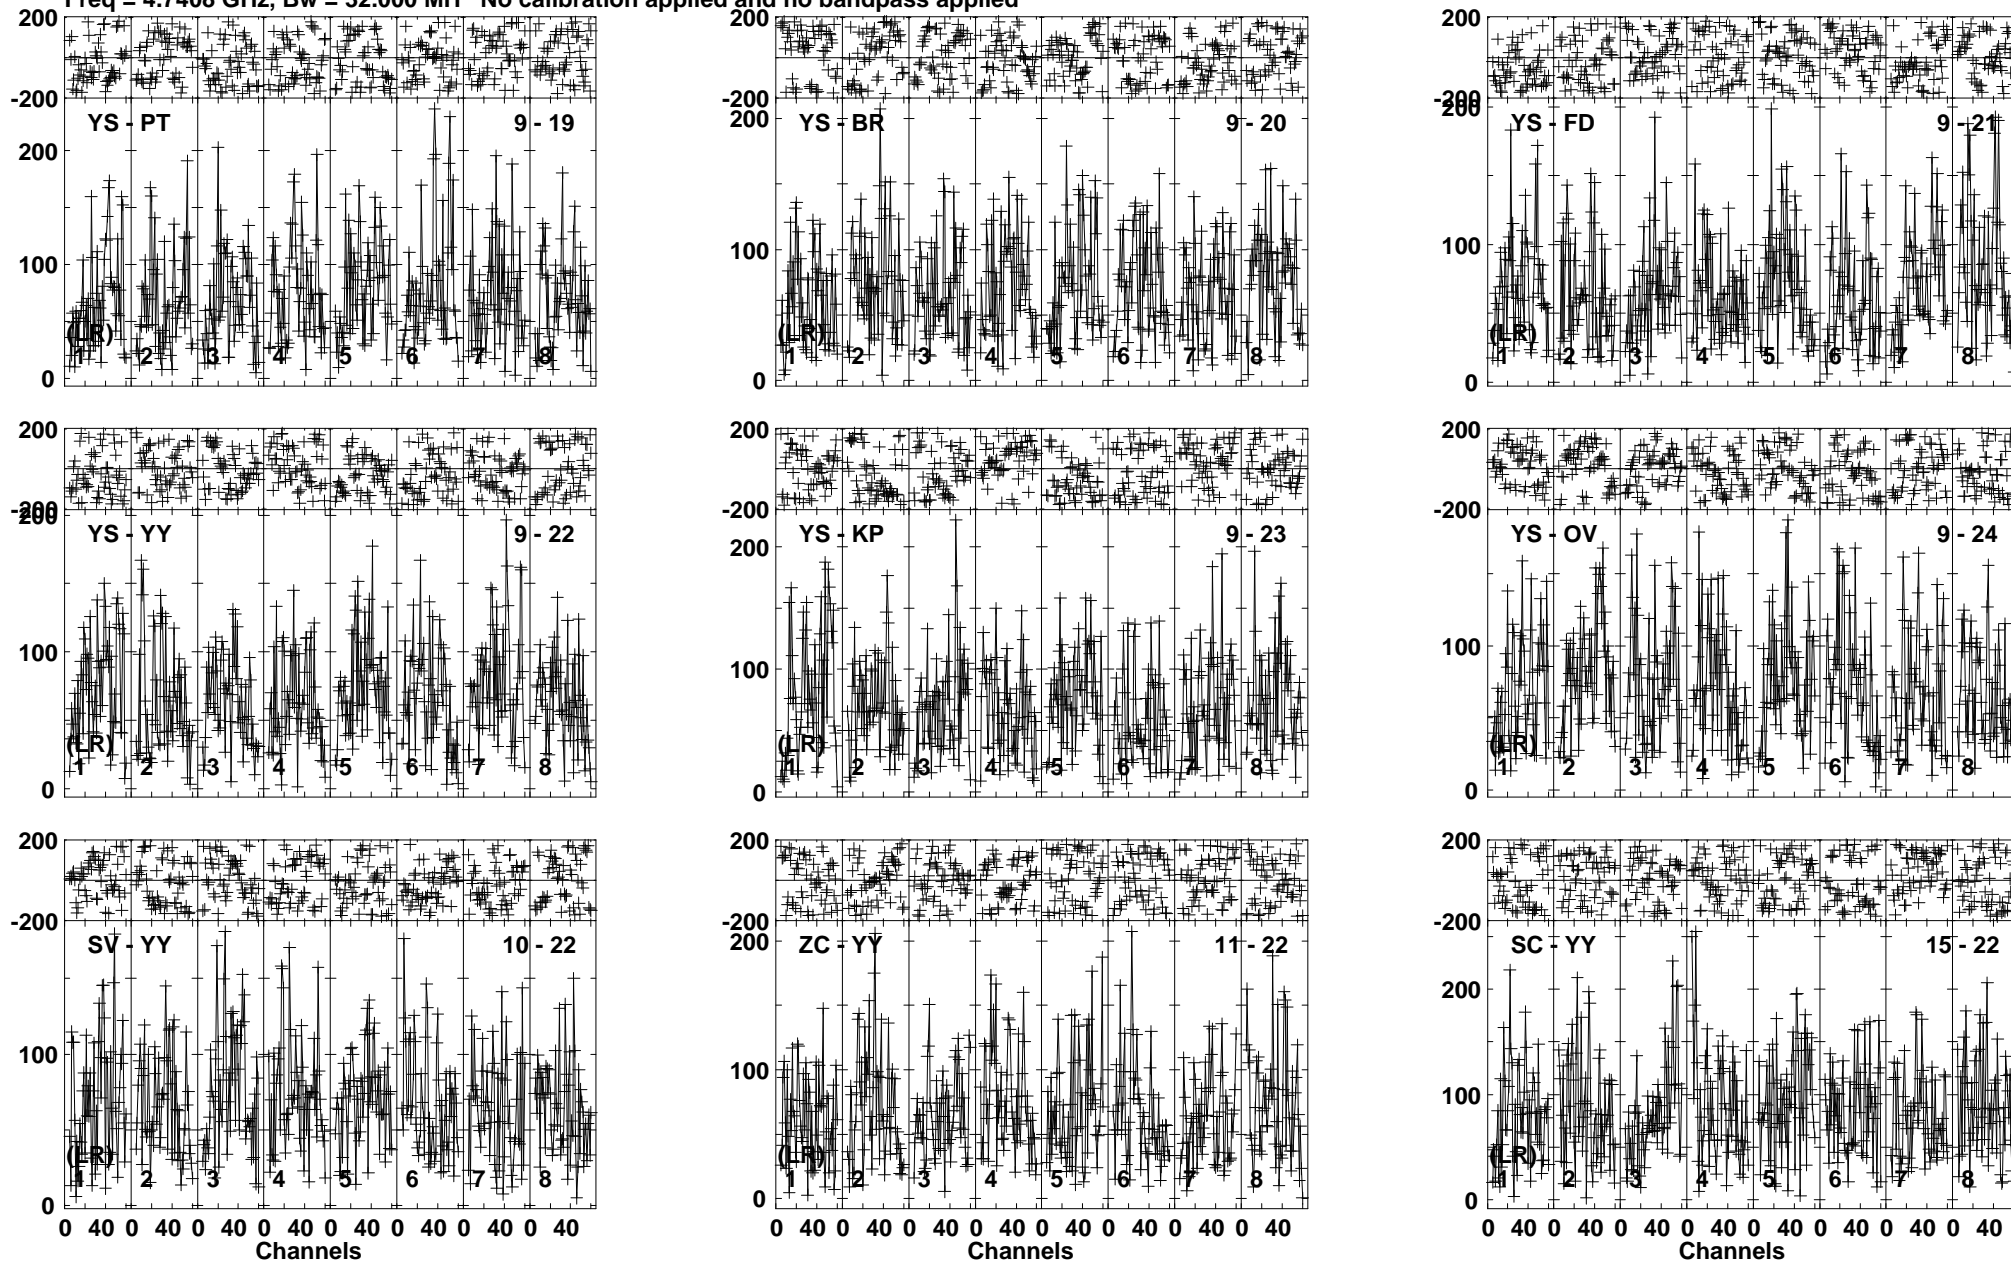 Freq = 4.7408 GHz, Bw = 32.000 MH No calibration applied and no bandpass applied
200 200 200
-200 -200 -200
YS - PT 9 - 19 YS - BR 9 - 20 YS - FD 9 - 21
200 200 200
100 100 100
(LR) (LR) (LR)
1 2 3 4 5 6 7 8 1 2 3 4 5 6 7 8 1 2 3 4 5 6 7 8
0 0 0
200 200 200
-200 -200 -200
YS - YY 9 - 22 YS - KP 9 - 23 YS - OV 9 - 24
200 200
100 100 100
(LR) (LR) (LR)
1 2 3 4 5 6 7 8 1 2 3 4 5 6 7 8 1 2 3 4 5 6 7 8
0 0 0
200 200 200
-200 -200 -200
SV - YY 10 - 22 ZC - YY 11 - 22 SC - YY 15 - 22
200 200
100 100 100
(LR) (LR) (LR)
1 2 3 4 5 6 7 8 1 2 3 4 5 6 7 8 1 2 3 4 5 6 7 8
0 0 0
0 40 0 40 0 40 0 40 0 40 0 40 0 40 0 40 0 40 0 40 0 40 0 40 0 40 0 40 0 40 0 40 0 40 0 40 0 40 0 40 0 40 0 40 0 40 0 40
Channels Channels Channels